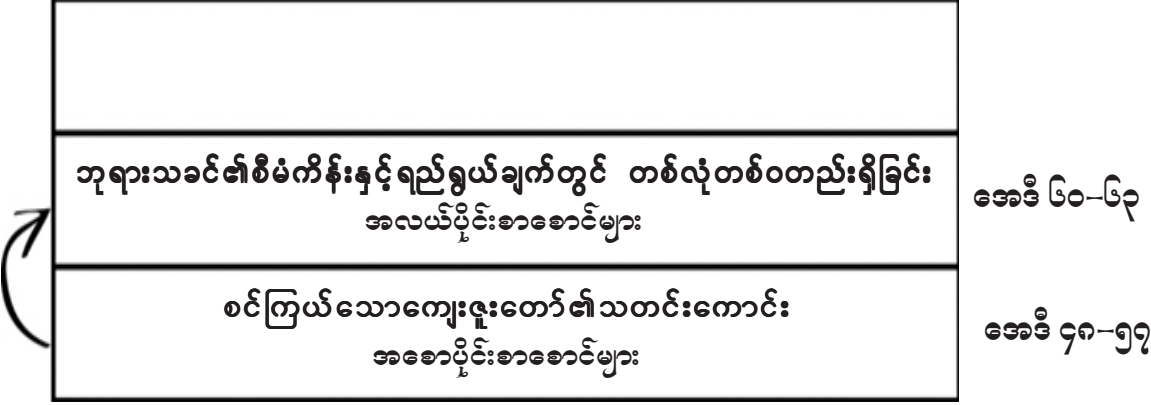 ဘုရားသခင်၏စီမံကိန်းနှင့်ရည်ရွယ်ချက်တွင် တစ်လုံတစ်ဝတည်းရှိခြင်း
အလယ်ပိုင်းစာစောင်များ
အေဒီ ၆၀–၆၃
စင်ကြယ်သောကျေးဇူးတော်၏သတင်းကောင်း
အစောပိုင်းစာစောင်များ
အေဒီ ၄၈–၅၇